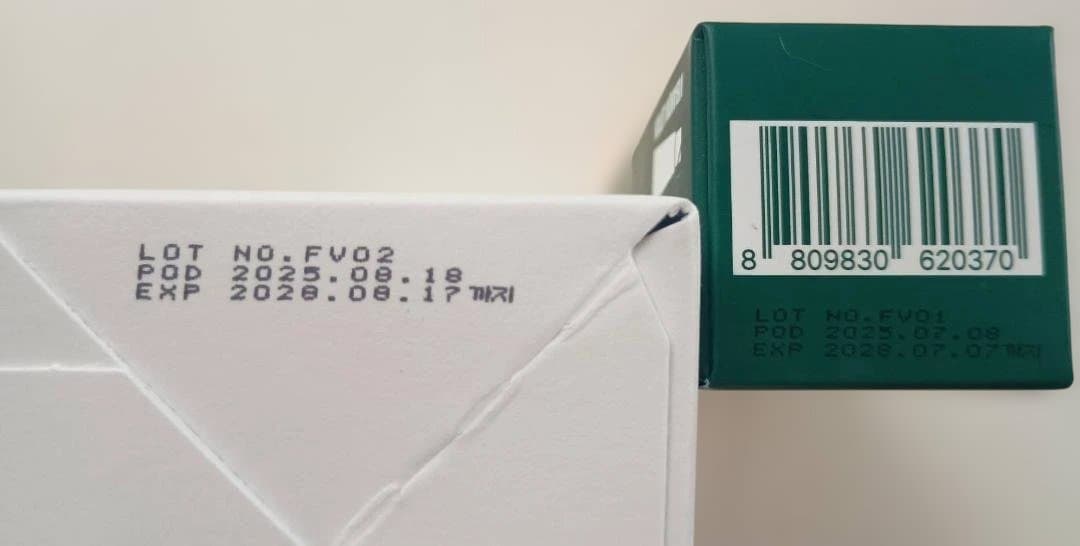 LOT NO.FV02
POD 2025.08.18
EXP 2028.08.17까지
8 809830 620370
LOT NO.FV01
POD 2025.07.08
EXP 2028.07.07까지